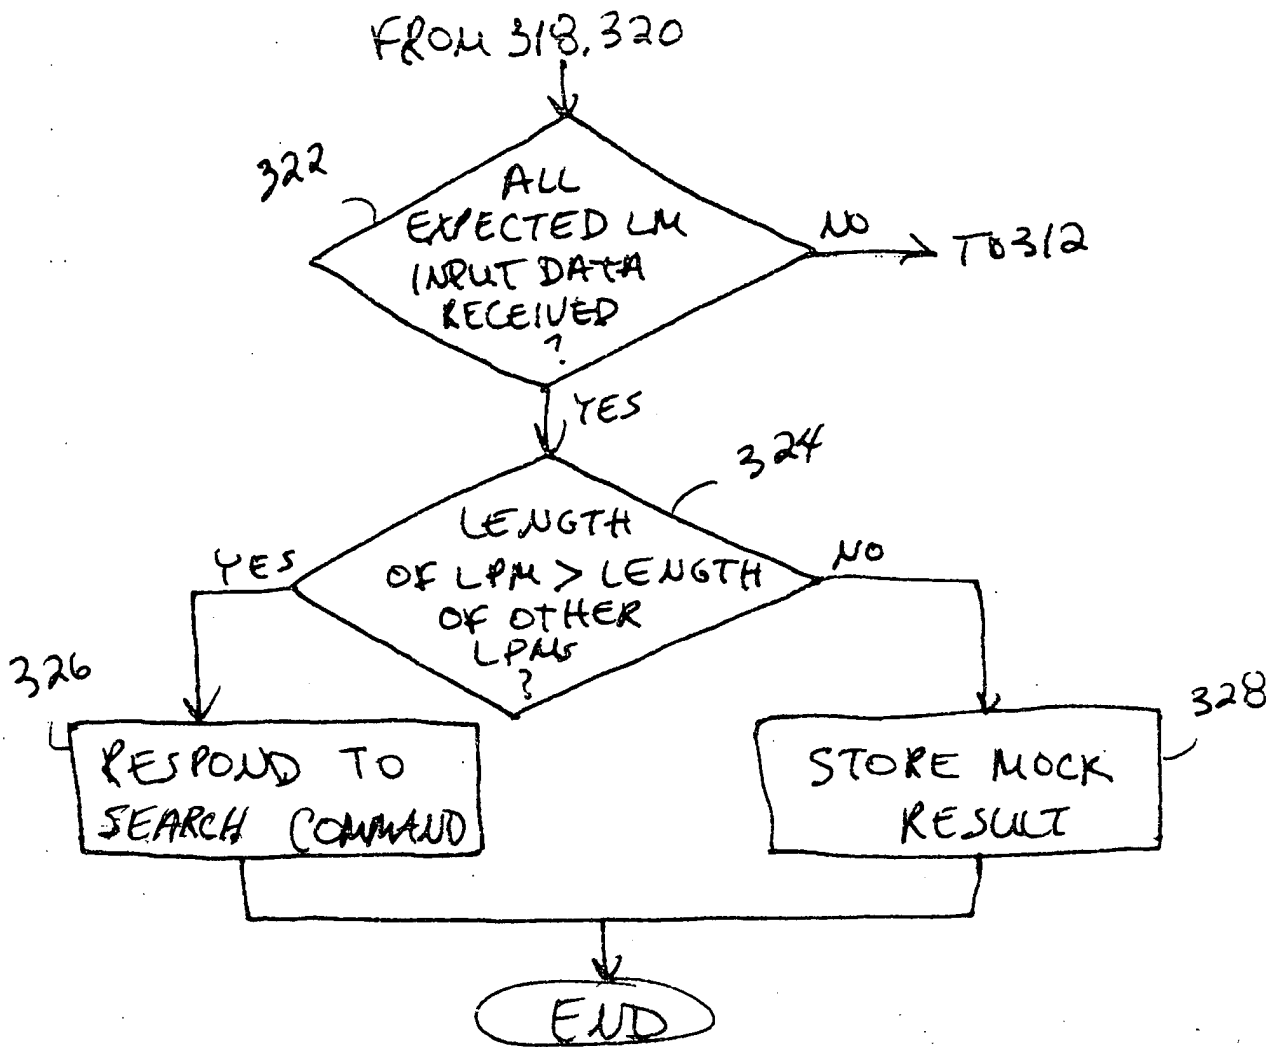 FROM 318, 320
322
ALL
EXPECTED LM
INPUT DATA
RECEIVED
?
NO
TO 312
YES
324
LENGTH
OF LPM > LENGTH
OF OTHER
LPMs
?
YES
NO
326
328
RESPOND TO
SEARCH COMMAND
STORE MOCK
RESULT
END